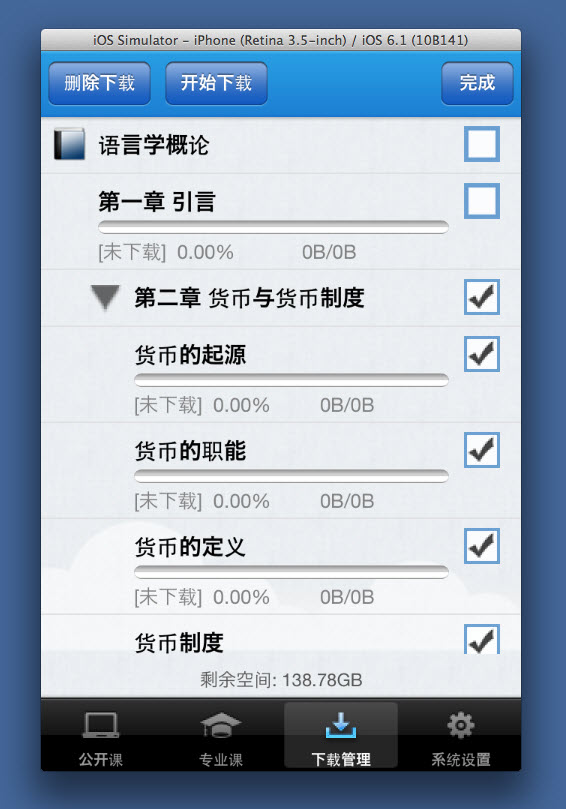 iOS Simulator – iPhone (Retina 3.5-inch) / iOS 6.1 (10B141)
删除下载 开始下载 完成
语言学概论
第一章 引言
[未下载] 0.00% 0B/0B
第二章 货币与货币制度
货币的起源
[未下载] 0.00% 0B/0B
货币的职能
[未下载] 0.00% 0B/0B
货币的定义
[未下载] 0.00% 0B/0B
货币制度
剩余空间: 138.78GB
公开课 专业课 下载管理 系统设置